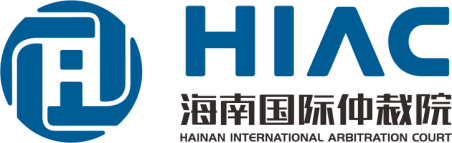 HIAC
海南国际仲裁院
HAINAN INTERNATIONAL ARBITRATION COURT